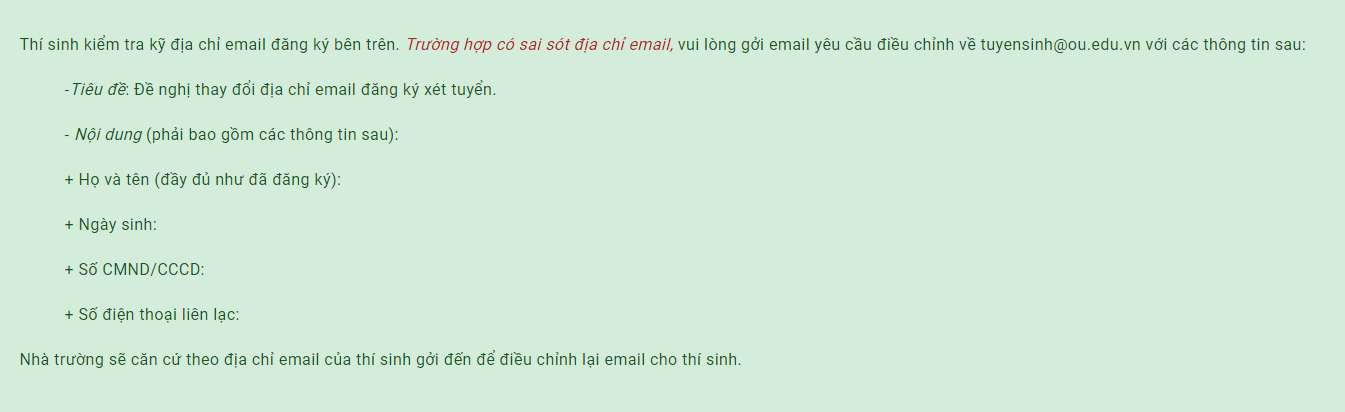 Thí sinh kiểm tra kỹ địa chỉ email đăng ký bên trên. Trường hợp có sai sót địa chỉ email, vui lòng gởi email yêu cầu điều chỉnh về tuyensinh@ou.edu.vn với các thông tin sau:
-Tiêu đề: Đề nghị thay đổi địa chỉ email đăng ký xét tuyển.
- Nội dung (phải bao gồm các thông tin sau):
+ Họ và tên (đầy đủ như đã đăng ký):
+ Ngày sinh:
+ Số CMND/CCCD:
+ Số điện thoại liên lạc:
Nhà trường sẽ căn cứ theo địa chỉ email của thí sinh gởi đến để điều chỉnh lại email cho thí sinh.